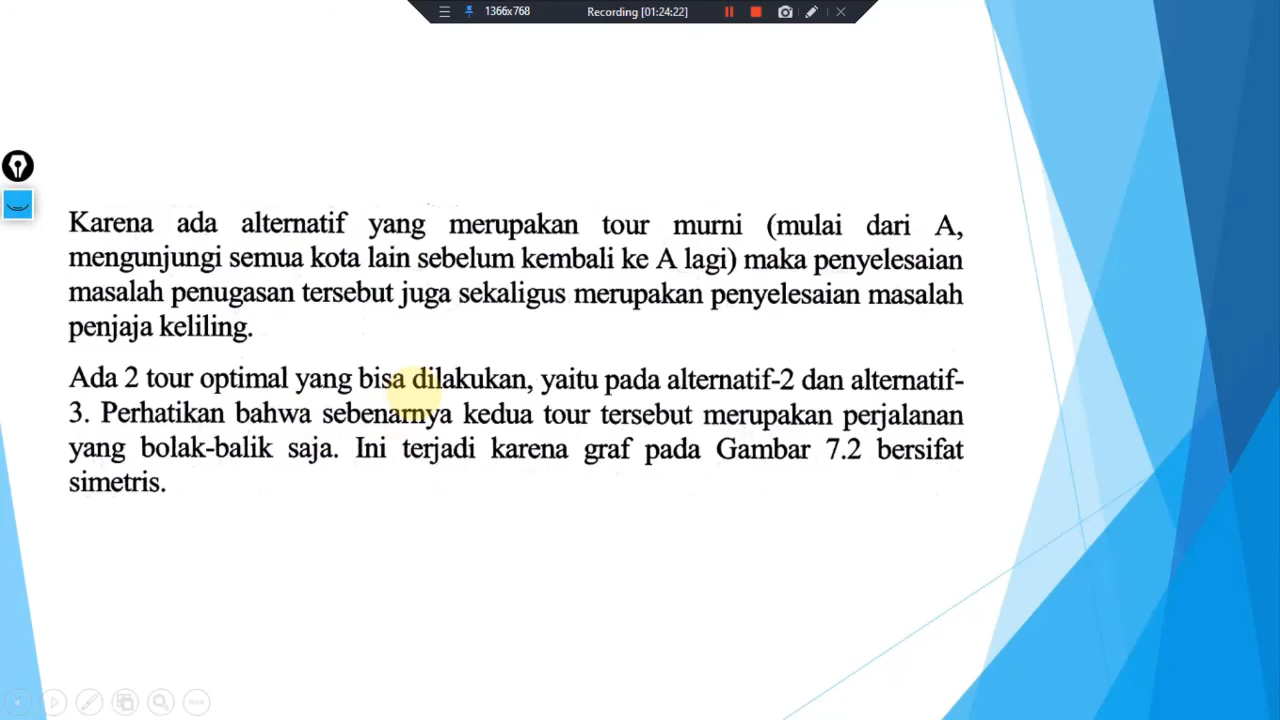 1366x768 Recording [01:24:22]
Karena ada alternatif yang merupakan tour murni (mulai dari A,
mengunjungi semua kota lain sebelum kembali ke A lagi) maka penyelesaian
masalah penugasan tersebut juga sekaligus merupakan penyelesaian masalah
penjaja keliling.
Ada 2 tour optimal yang bisa dilakukan, yaitu pada alternatif-2 dan alternatif-
3. Perhatikan bahwa sebenarnya kedua tour tersebut merupakan perjalanan
yang bolak-balik saja. Ini terjadi karena graf pada Gambar 7.2 bersifat
simetris.